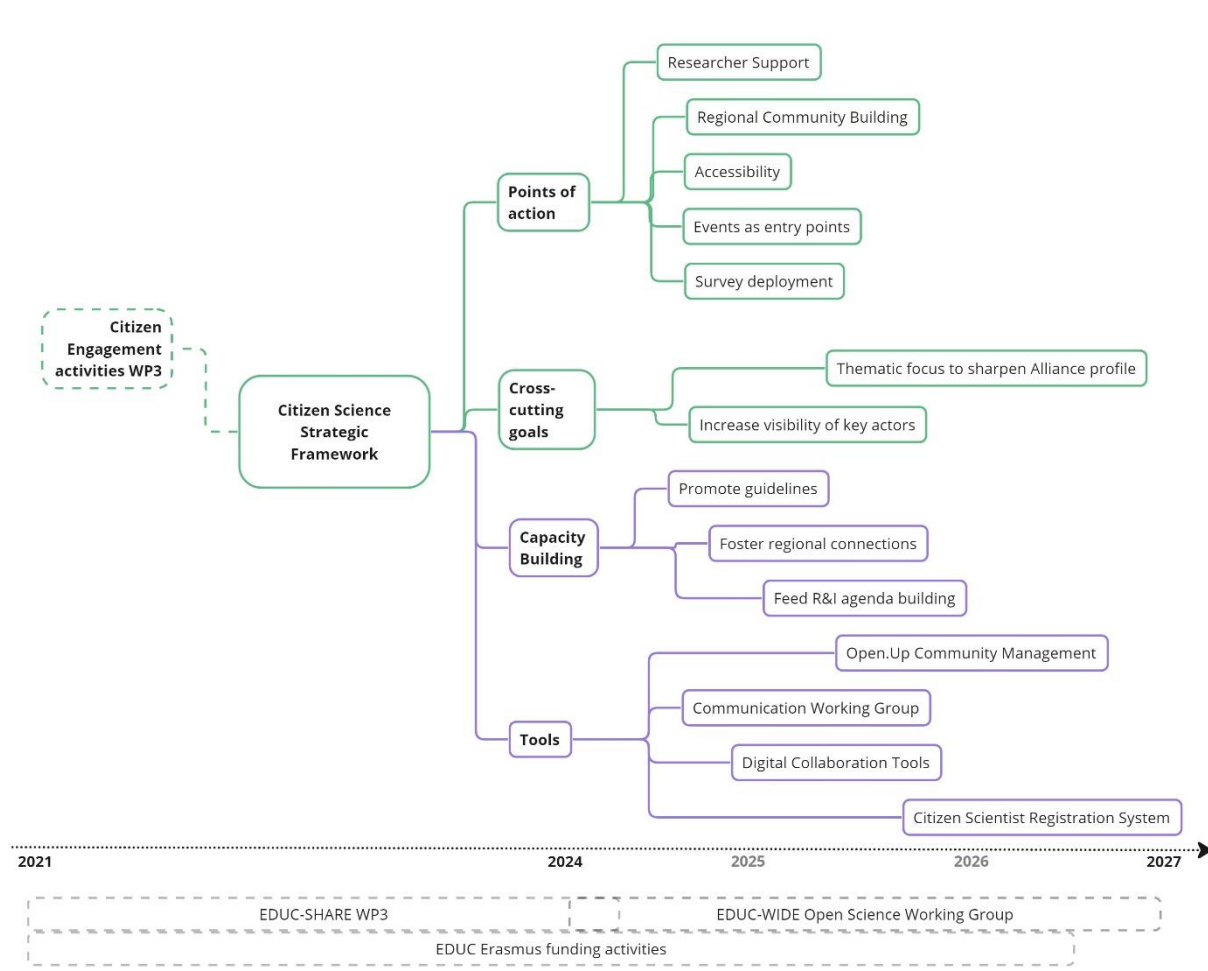 Researcher Support
Regional Community Building
Accessibility
Points of
action
Events as entry points
Survey deployment
Citizen
Engagement
activities WP3
Thematic focus to sharpen Alliance profile
Cross-
cutting
goals
Increase visibility of key actors
Citizen Science
Strategic
Framework
Promote guidelines
Capacity
Building
Foster regional connections
Feed R&I agenda building
Open.Up Community Management
Communication Working Group
Tools
Digital Collaboration Tools
Citizen Scientist Registration System
2021
2024
2025
2026
2027
EDUC-SHARE WP3
EDUC-WIDE Open Science Working Group
EDUC Erasmus funding activities